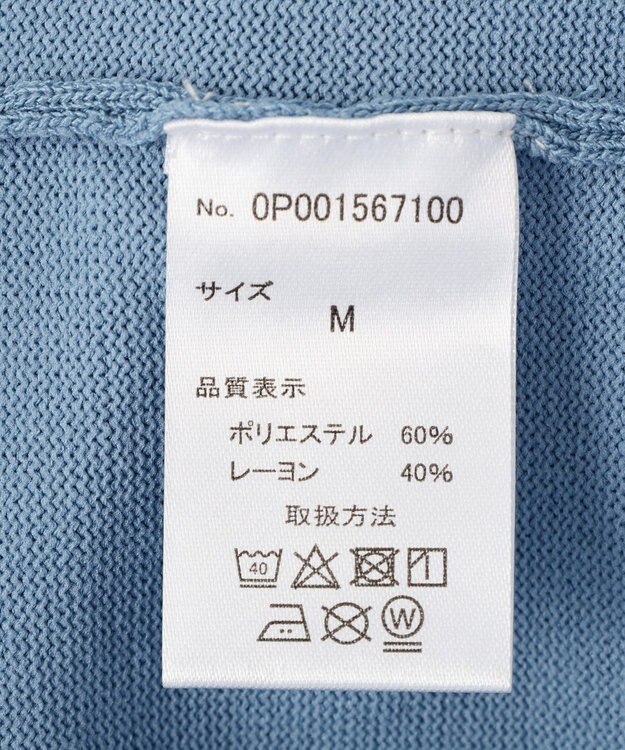 No. 0P001567100
サイズ
M
品質表示
ポリエステル 60%
レーヨン 40%
取扱方法
40
W